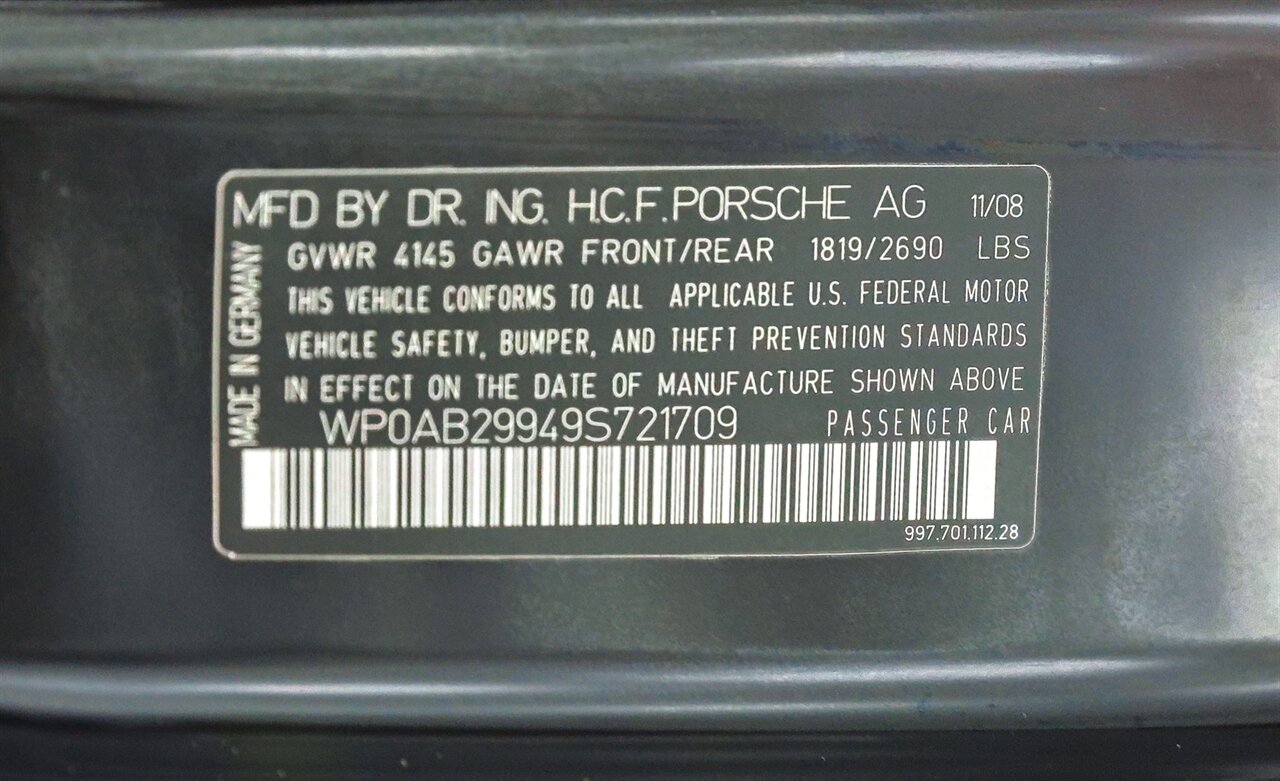 MFD BY DR. ING. H.C.F.PORSCHE AG 11/08
GVWR 4145 GAWR FRONT/REAR 1819/2690 LBS
THIS VEHICLE CONFORMS TO ALL APPLICABLE U.S. FEDERAL MOTOR
VEHICLE SAFETY, BUMPER, AND THEFT PREVENTION STANDARDS
IN EFFECT ON THE DATE OF MANUFACTURE SHOWN ABOVE
WP0AB29949S721709 PASSENGER CAR
MADE IN GERMANY
997.701.112.28